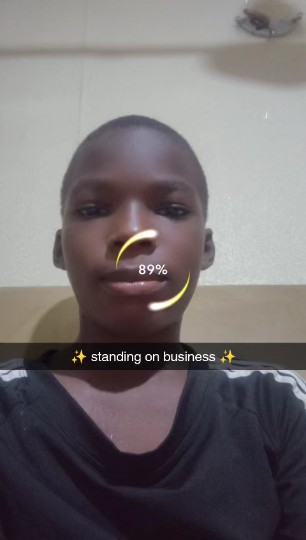 89%
✨ standing on business ✨